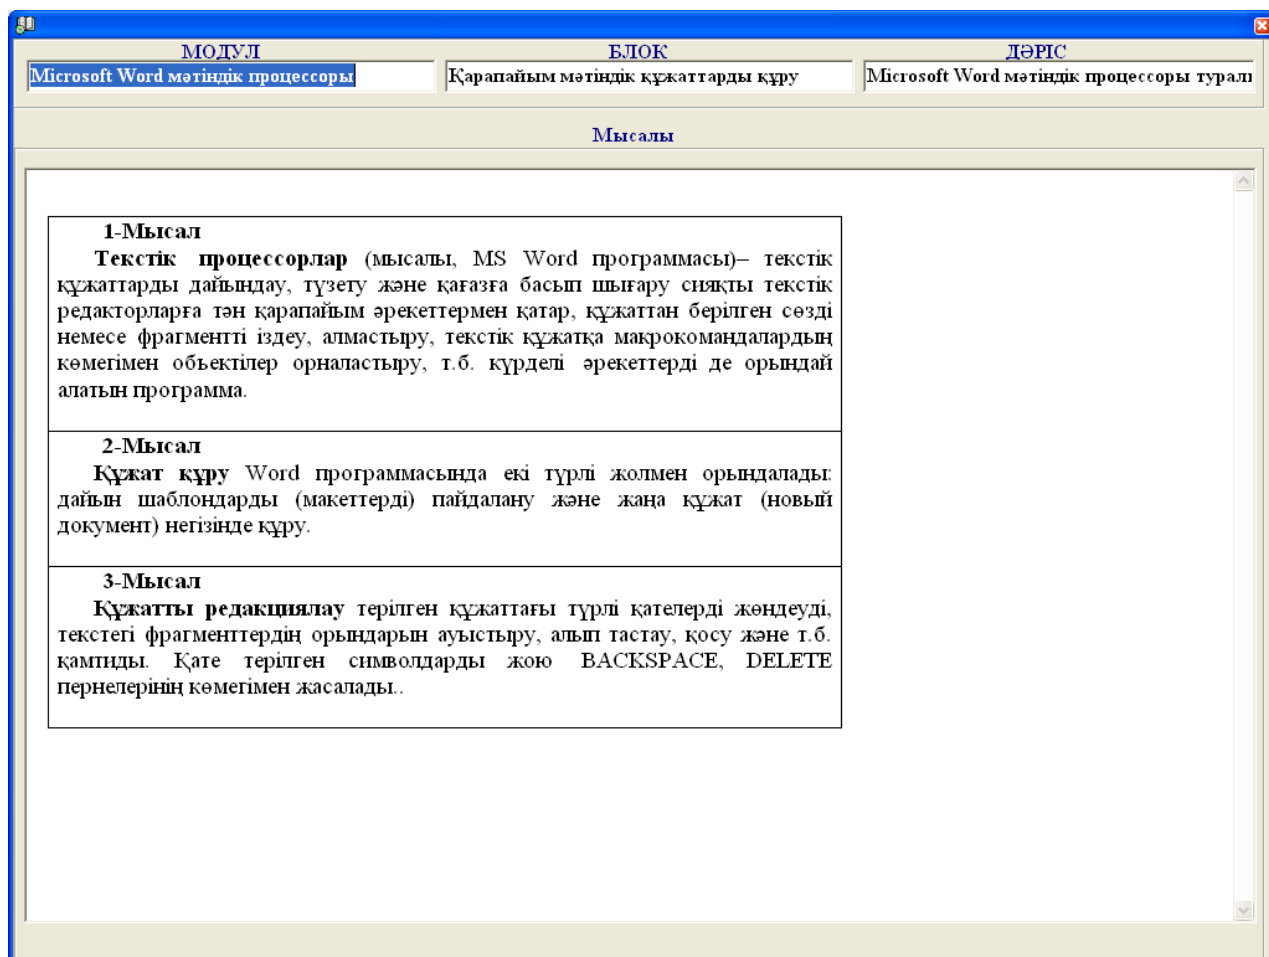 МОДУЛ
БЛОК
ДӘРІС
Microsoft Word мәтіндік процессоры
Қарапайым мәтіндік құжаттарды құру
Microsoft Word мәтіндік процессоры
Мысалы
1-Мысал
Текстік процессорлар (мысалы, MS Word программасы)– текстік
құжаттарды дайындау, түзету және қағазға басып шығару сияқты текстік
редакторларға тән қарапайым әрекеттермен қатар, құжаттан берілген сөзді
немесе фрагментті іздеу, алмастыру, текстік құжатқа макрокомандалардың
көмегімен объектілер орналастыру, т.б. күрделі әрекеттерді де орындай
алатын программа.
2-Мысал
Құжат құру Word программасында екі түрлі жолмен орындалады:
дайын шаблондарды (макеттерді) пайдалану және жаңа құжат (новый
документ) негізінде құру.
3-Мысал
Құжатты редакциялау терілген құжаттағы түрлі қателерді жөндеуді,
текстегі фрагменттердің орындарын ауыстыру, алып тастау, қосу және т.б.
қамтиды. Қате терілген символдарды жою BACKSPACE, DELETE
пернелерінің көмегімен жасалады..